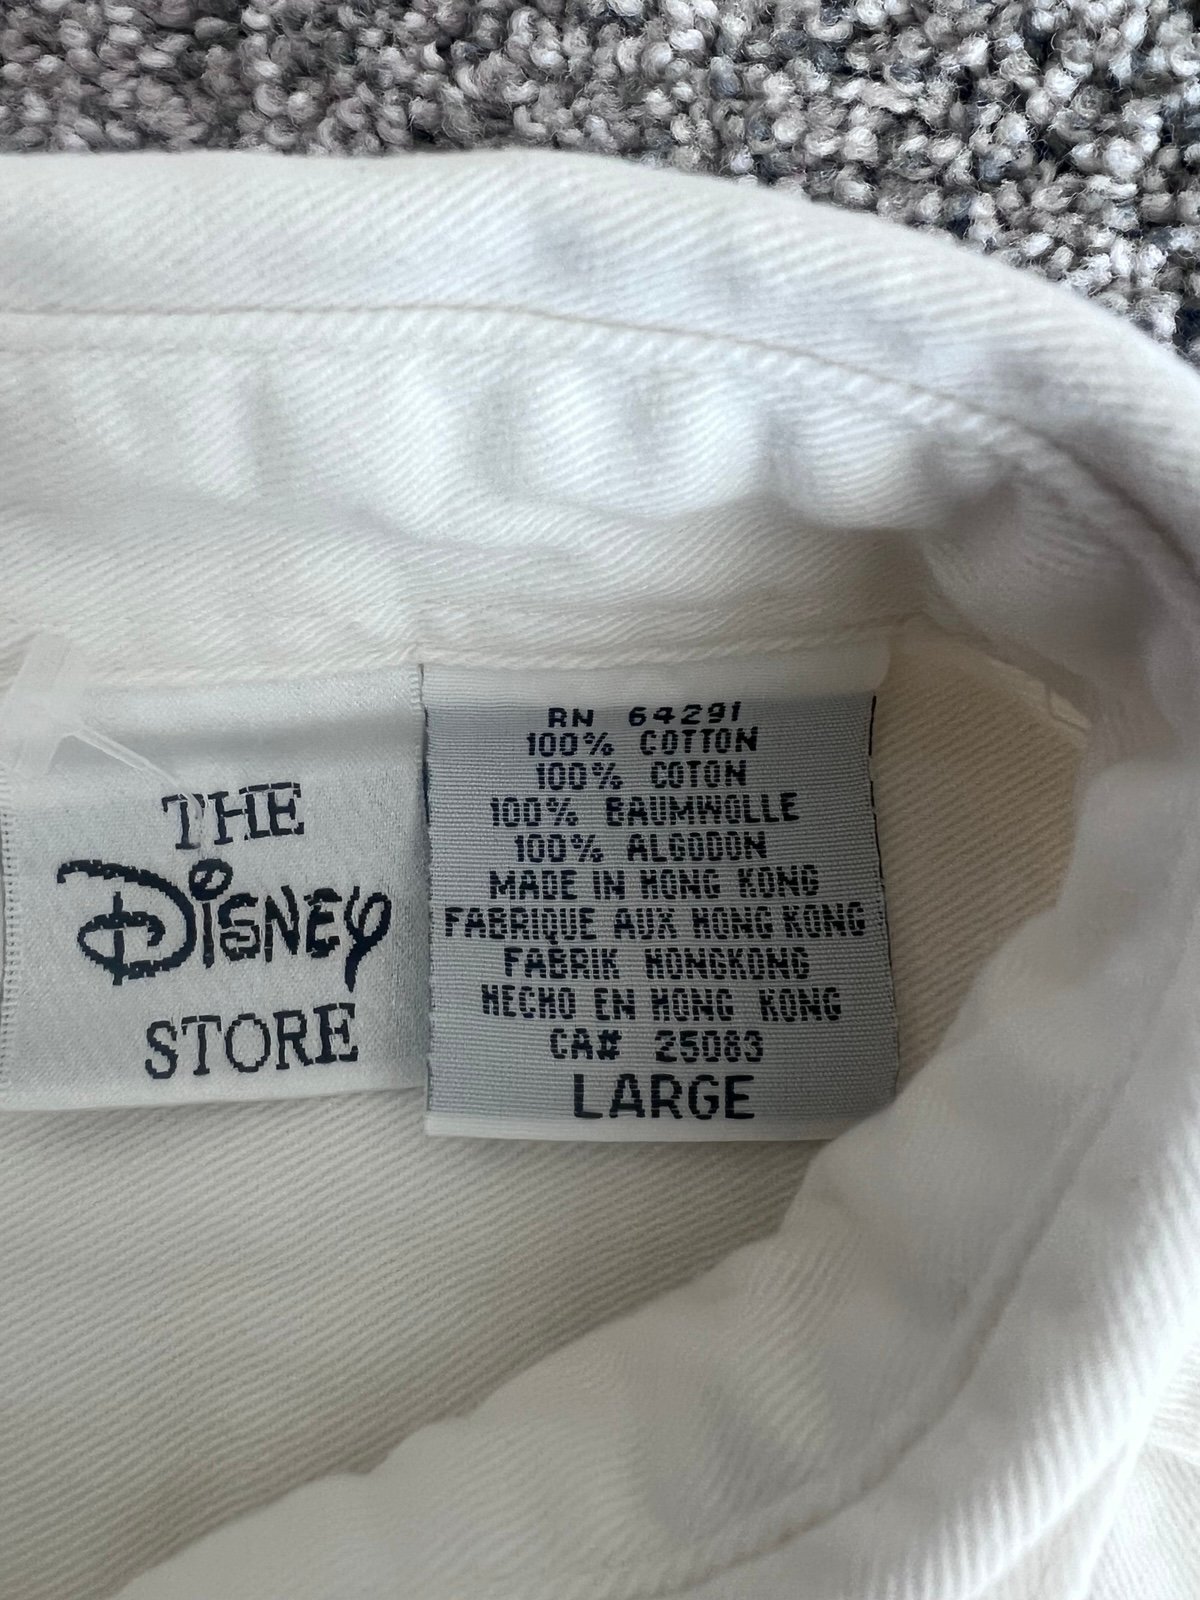 THE
Disney
STORE
RN 64291
100% COTTON
100% COTON
100% BAUMWOLLE
100% ALGODON
MADE IN HONG KONG
FABRIQUE AUX HONG KONG
FABRIK HONGKONG
HECHO EN HONG KONG
CA# 25083
LARGE